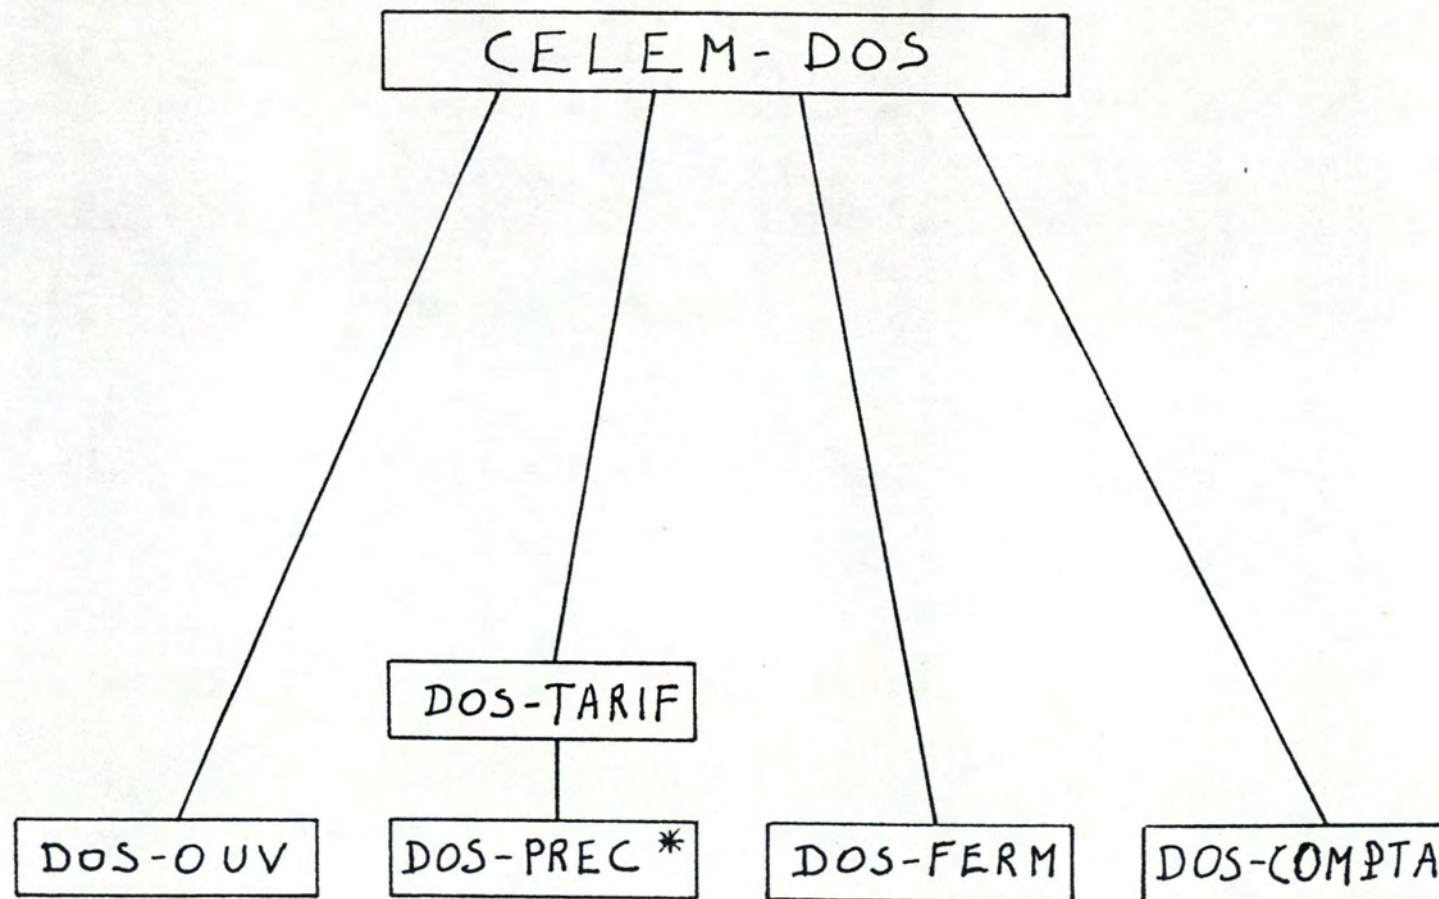 CELEM-DOS
DOS-TARIF
DOS-OUV
DOS-PREC *
DOS-FERM
DOS-COMPTA